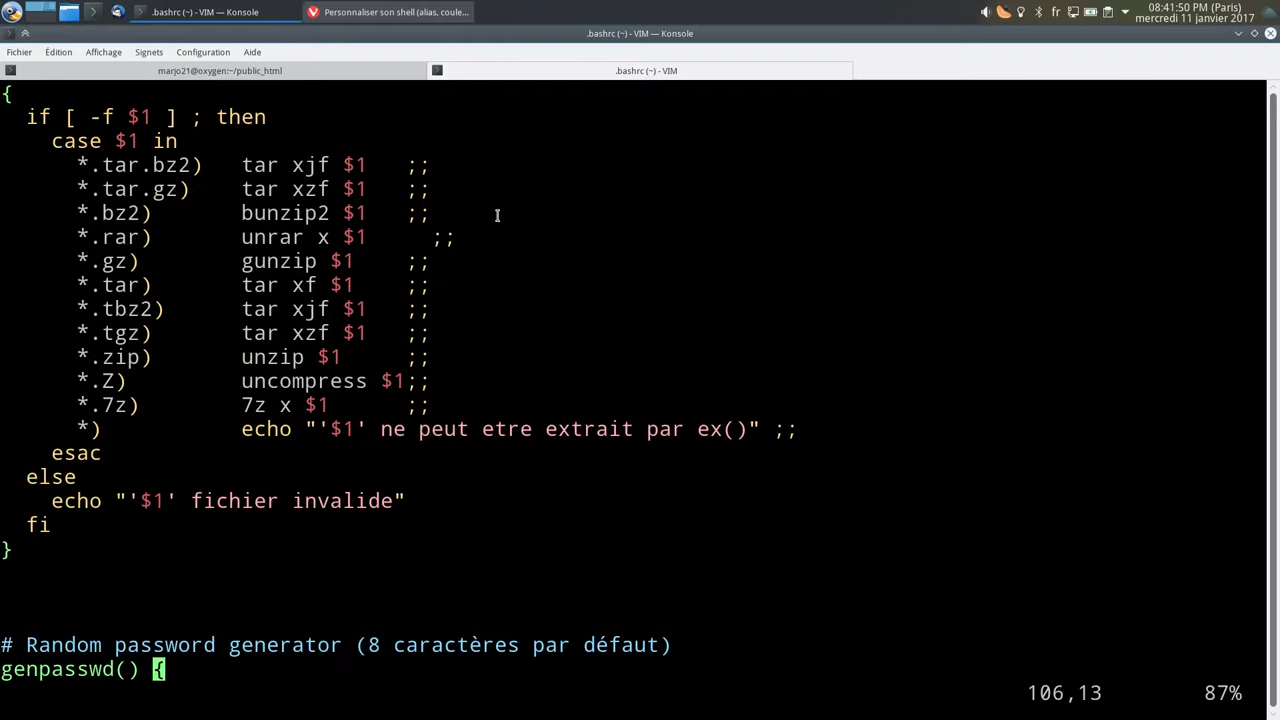 .bashrc (~) - VIM — Konsole
Personnaliser son shell (alias, coule...
fr
08:41:50 PM (Paris)
mercredi 11 janvier 2017
.bashrc (~) - VIM — Konsole
Fichier Édition Affichage Signets Configuration Aide
marjo21@oxygen:~/public_html
.bashrc (~) - VIM
{
  if [ -f $1 ] ; then
    case $1 in
      *.tar.bz2)   tar xjf $1   ;;
      *.tar.gz)    tar xzf $1   ;;
      *.bz2)       bunzip2 $1   ;;
      *.rar)       unrar x $1     ;;
      *.gz)        gunzip $1    ;;
      *.tar)       tar xf $1    ;;
      *.tbz2)      tar xjf $1   ;;
      *.tgz)       tar xzf $1   ;;
      *.zip)       unzip $1     ;;
      *.Z)         uncompress $1;;
      *.7z)        7z x $1      ;;
      *)           echo "'$1' ne peut etre extrait par ex()" ;;
    esac
  else
    echo "'$1' fichier invalide"
  fi
}
# Random password generator (8 caractères par défaut)
genpasswd() {
106,13 87%